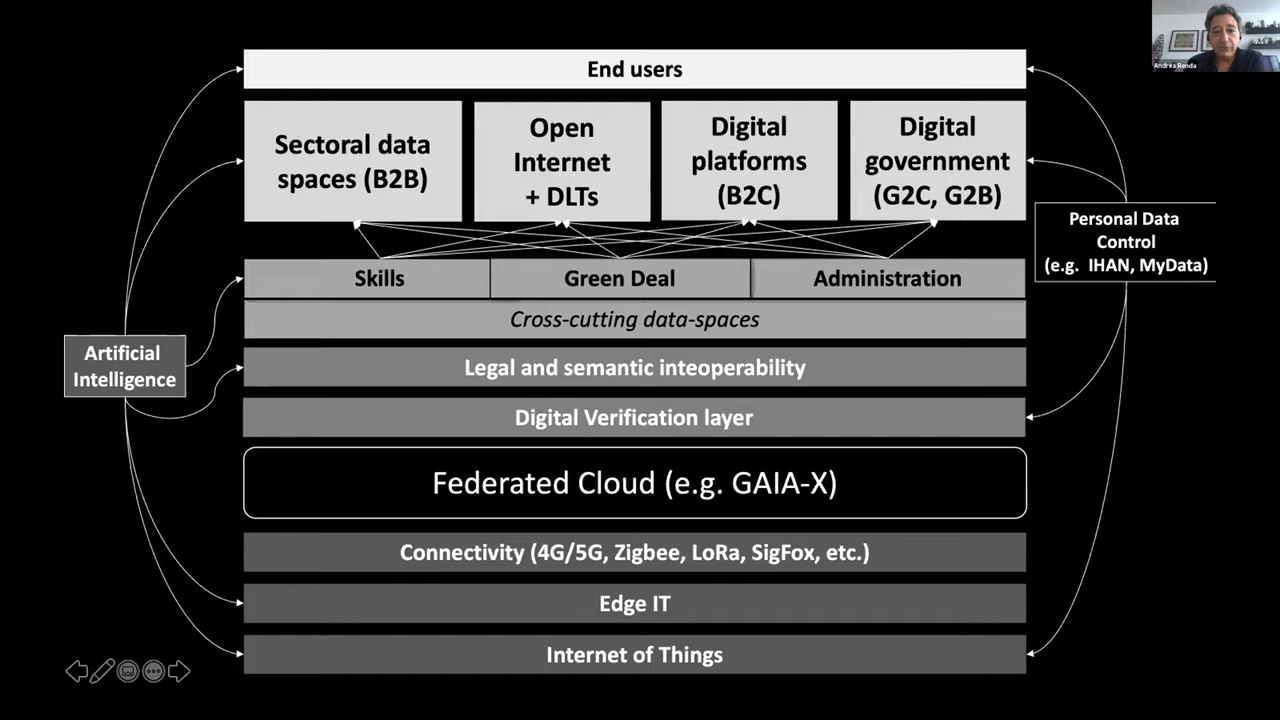 Andrea Renda
End users
Sectoral data
spaces (B2B)
Open
Internet
+ DLTs
Digital
platforms
(B2C)
Digital
government
(G2C, G2B)
Personal Data
Control
(e.g. IHAN, MyData)
Skills
Green Deal
Administration
Cross-cutting data-spaces
Artificial
Intelligence
Legal and semantic inteoperability
Digital Verification layer
Federated Cloud (e.g. GAIA-X)
Connectivity (4G/5G, Zigbee, LoRa, SigFox, etc.)
Edge IT
Internet of Things